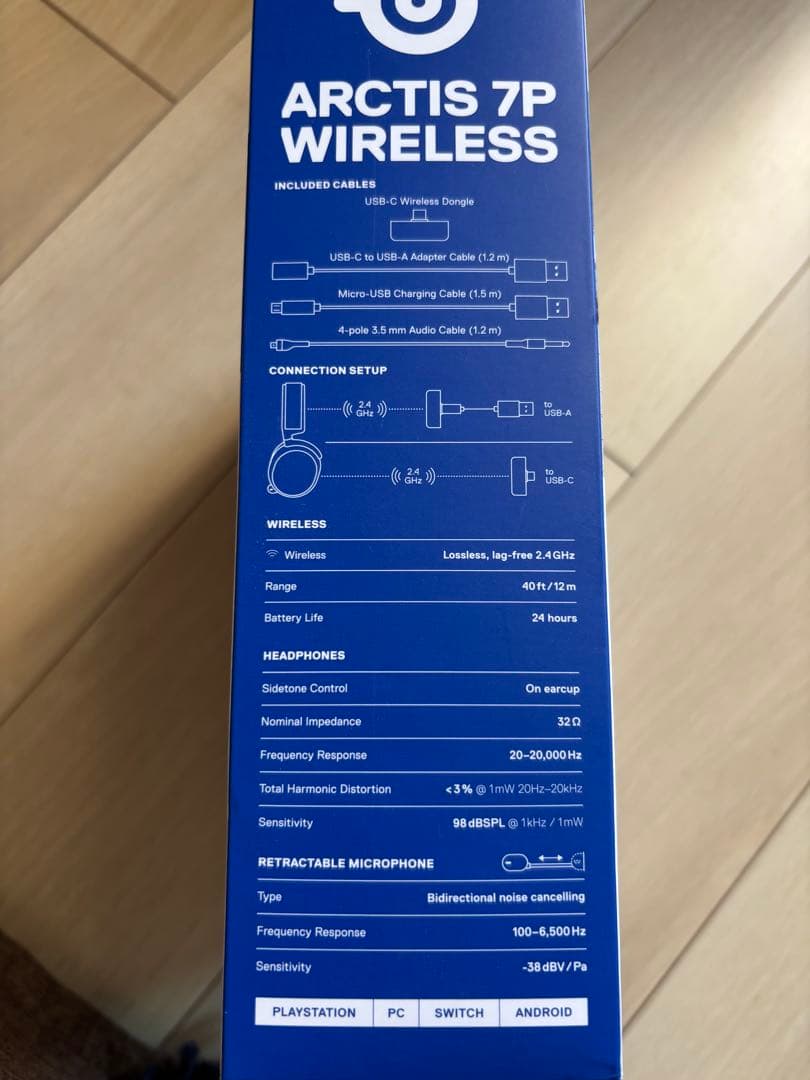 ARCTIS 7P
WIRELESS
INCLUDED CABLES
USB-C Wireless Dongle
USB-C to USB-A Adapter Cable (1.2 m)
Micro-USB Charging Cable (1.5 m)
4-pole 3.5 mm Audio Cable (1.2 m)
CONNECTION SETUP
2.4 GHz to USB-A
2.4 GHz to USB-C
WIRELESS
Wireless Lossless, lag-free 2.4GHz
Range 40 ft / 12 m
Battery Life 24 hours
HEADPHONES
Sidetone Control On earcup
Nominal Impedance 32 Ω
Frequency Response 20–20,000 Hz
Total Harmonic Distortion <3% @ 1mW 20Hz–20kHz
Sensitivity 98 dBSPL @ 1kHz / 1mW
RETRACTABLE MICROPHONE
Type Bidirectional noise cancelling
Frequency Response 100–6,500 Hz
Sensitivity -38 dBV / Pa
PLAYSTATION PC SWITCH ANDROID